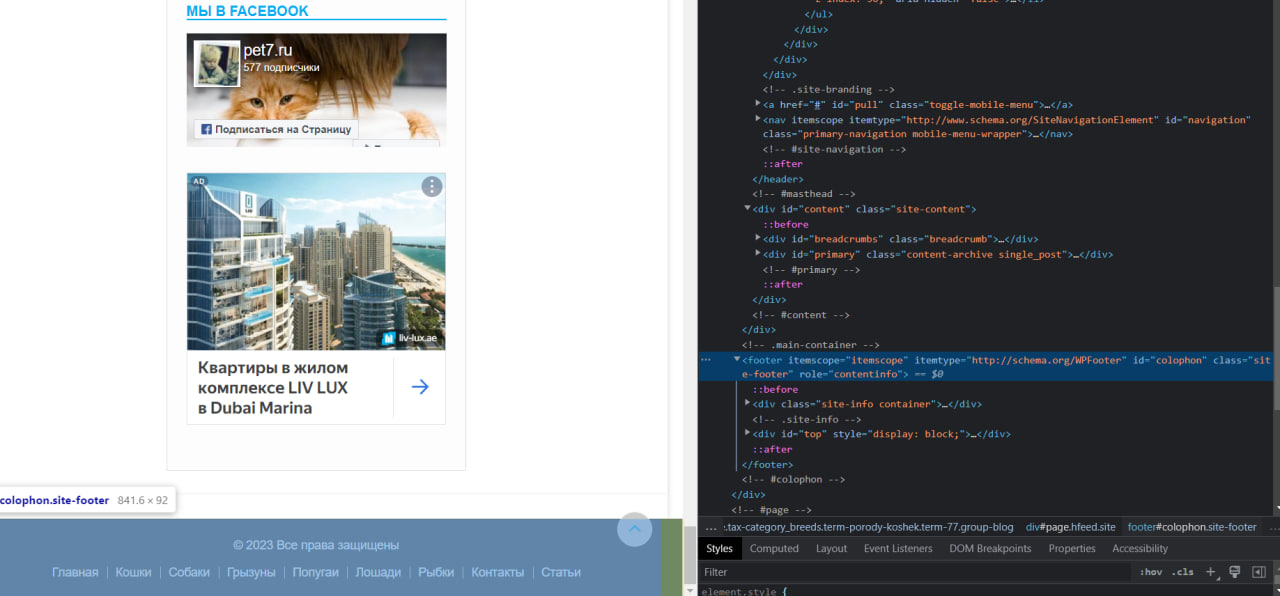 МЫ В FACEBOOK
pet7.ru
577 подписчики
Подписаться на Страницу
AD
LIV
liv-lux.ae
Квартиры в жилом
комплексе LIV LUX
в Dubai Marina
colophon.site-footer 841.6 × 92
© 2023 Все права защищены
Главная
Кошки
Собаки
Грызуны
Попугаи
Лошади
Рыбки
Контакты
Статьи
</ul>
</div>
</div>
</div>
</div>
<!-- .site-branding -->
<a href="#" id="pull" class="toggle-mobile-menu">…</a>
<nav itemscope itemtype="http://www.schema.org/SiteNavigationElement" id="navigation"
class="primary-navigation mobile-menu-wrapper">…</nav>
<!-- #site-navigation -->
::after
</header>
<!-- #masthead -->
<div id="content" class="site-content">
::before
<div id="breadcrumbs" class="breadcrumb">…</div>
<div id="primary" class="content-archive single_post">…</div>
<!-- #primary -->
::after
</div>
<!-- #content -->
</div>
<!-- .main-container -->
… <footer itemscope="itemscope" itemtype="http://schema.org/WPFooter" id="colophon" class="sit
e-footer" role="contentinfo"> == $0
::before
<div class="site-info container">…</div>
<!-- .site-info -->
<div id="top" style="display: block;">…</div>
::after
</footer>
<!-- #colophon -->
</div>
<!-- #page -->
… .tax-category_breeds.term-porody-koshek.term-77.group-blog div#page.hfeed.site footer#colophon.site-footer …
Styles Computed Layout Event Listeners DOM Breakpoints Properties Accessibility
Filter :hov .cls +
element.style {